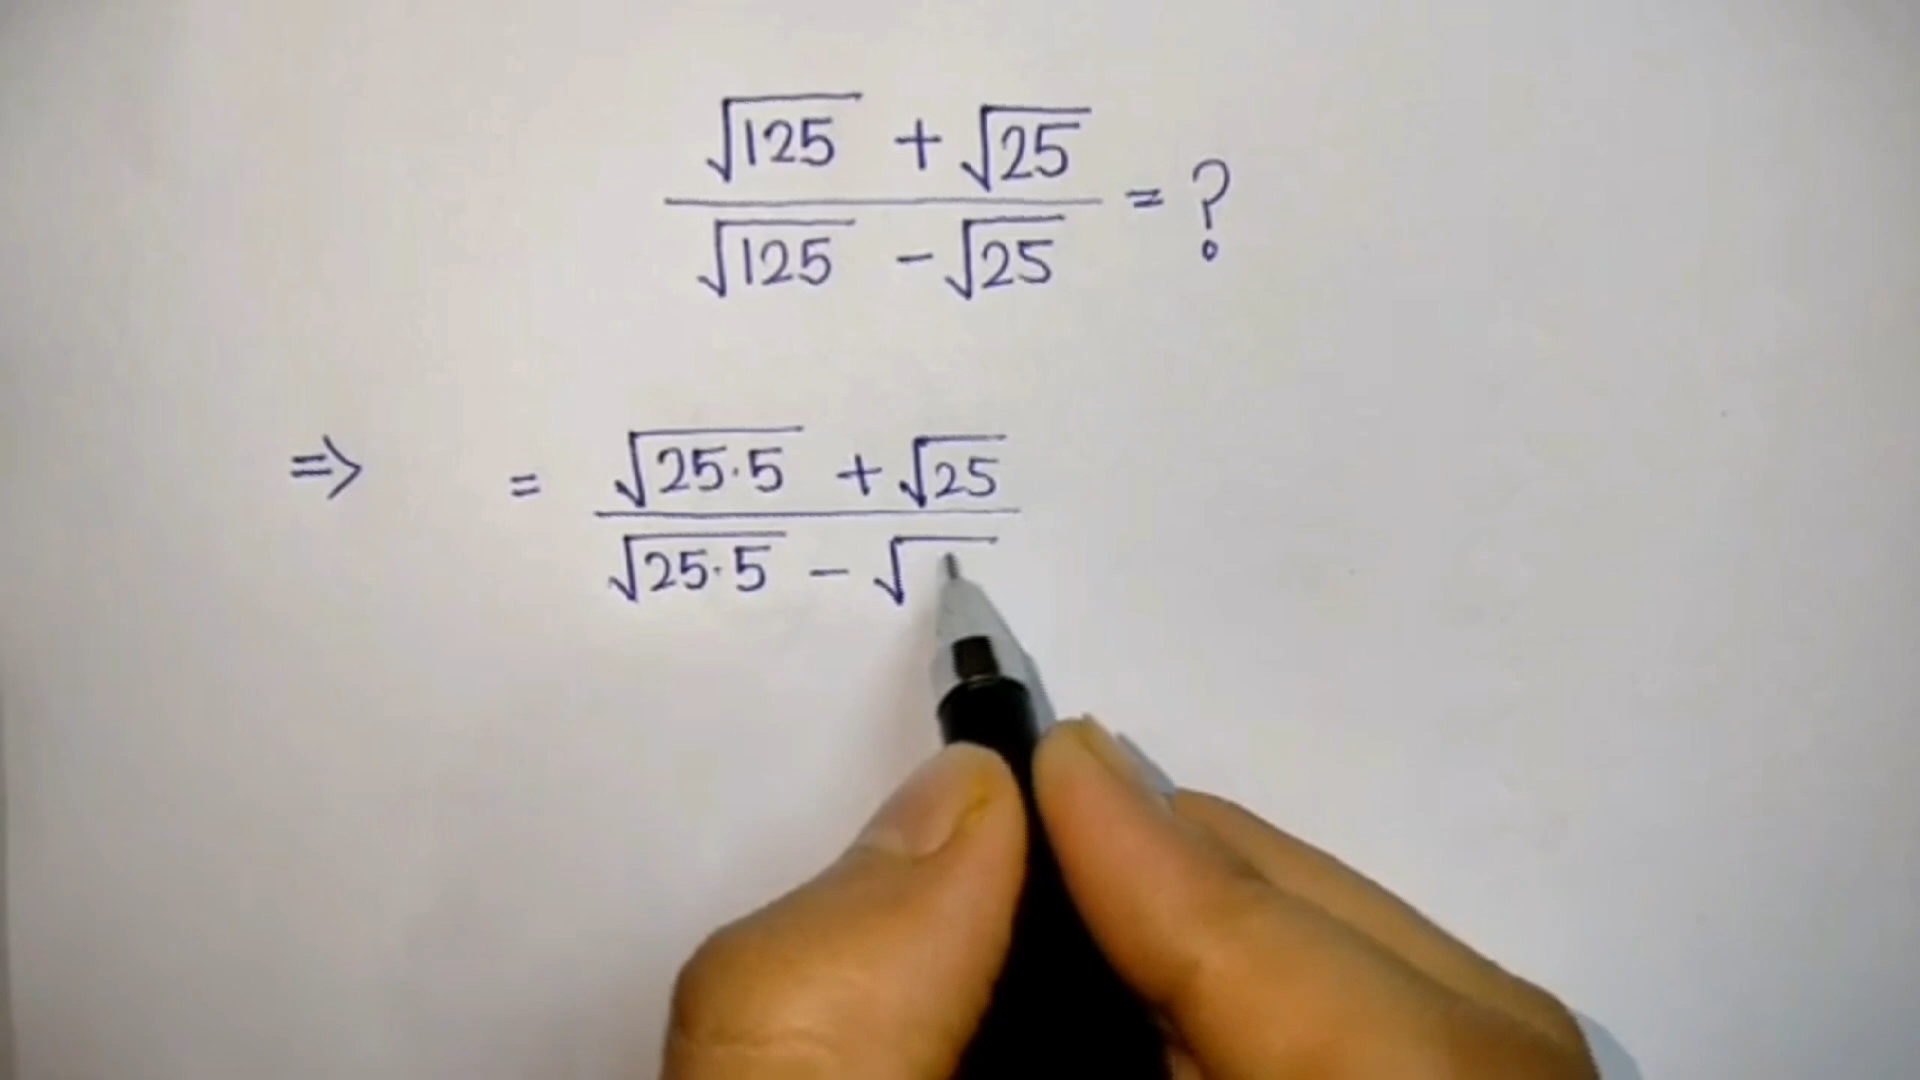 √125 + √25
= ?
√125 - √25
⇒ = √25·5 + √25
√25·5 - √